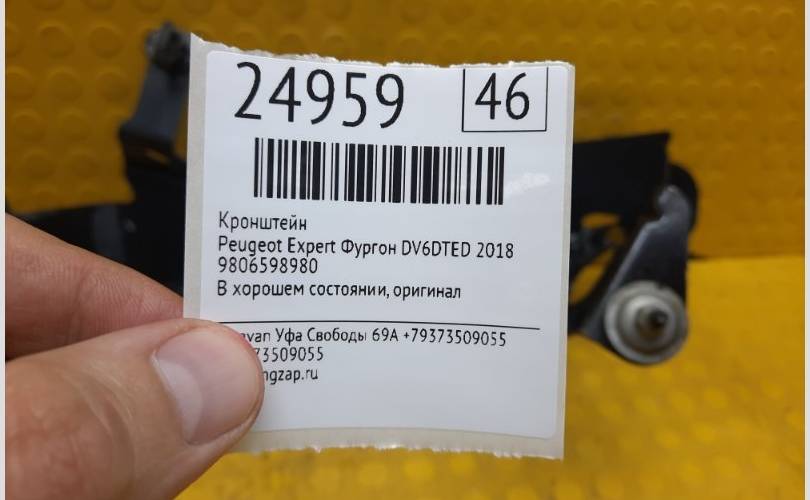 24959 46
Кронштейн
Peugeot Expert Фургон DV6DTED 2018
9806598980
В хорошем состоянии, оригинал
Уфа Свободы 69А +79373509055
73509055
ngzap.ru